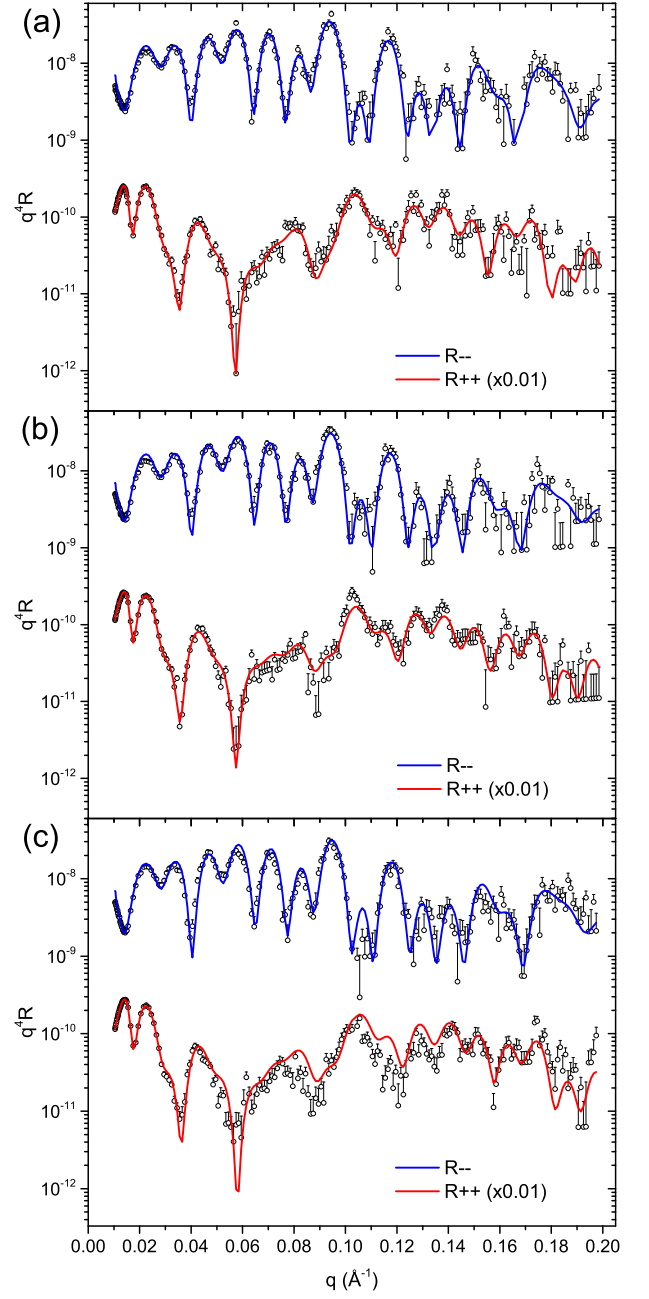 (a)
10⁻⁸
10⁻⁹
10⁻¹⁰
10⁻¹¹
10⁻¹²
q⁴R
R--
R++ (x0.01)
(b)
10⁻⁸
10⁻⁹
10⁻¹⁰
10⁻¹¹
10⁻¹²
q⁴R
R--
R++ (x0.01)
(c)
10⁻⁸
10⁻⁹
10⁻¹⁰
10⁻¹¹
10⁻¹²
q⁴R
R--
R++ (x0.01)
0.00 0.02 0.04 0.06 0.08 0.10 0.12 0.14 0.16 0.18 0.20
q (Å⁻¹)